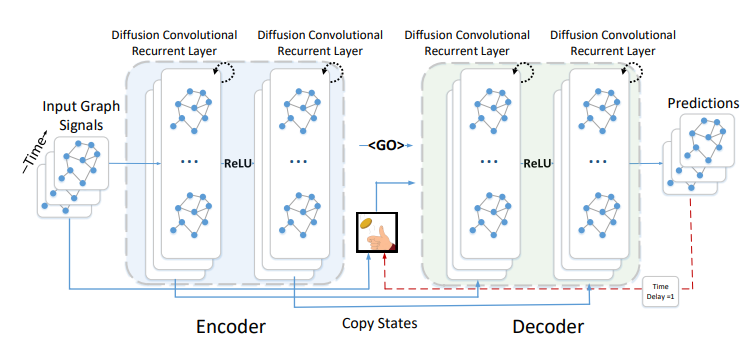 Diffusion Convolutional
Recurrent Layer
Diffusion Convolutional
Recurrent Layer
Diffusion Convolutional
Recurrent Layer
Diffusion Convolutional
Recurrent Layer
Input Graph
Signals
Time
Predictions
...
ReLU
...
<GO>
...
ReLU
...
Time
Delay =1
Encoder
Copy States
Decoder